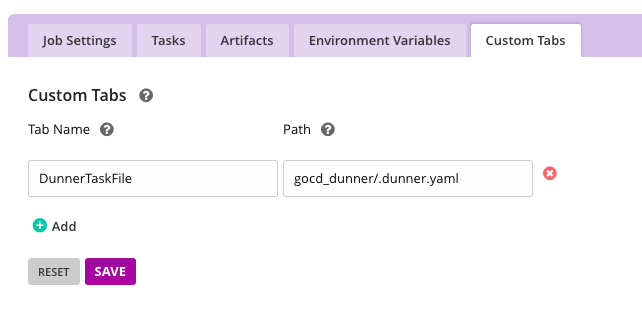 Job Settings Tasks Artifacts Environment Variables Custom Tabs
Custom Tabs
Tab Name Path
DunnerTaskFile gocd_dunner/.dunner.yaml
Add
RESET SAVE